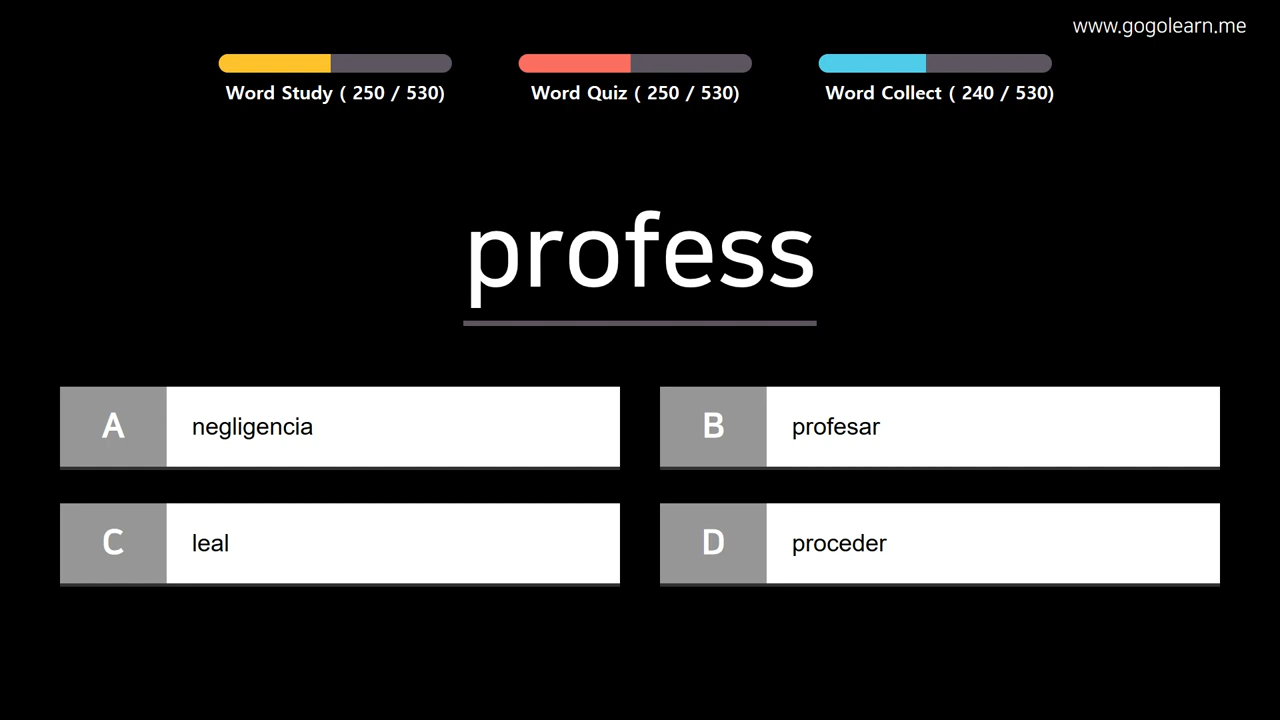 www.gogolearn.me
Word Study ( 250 / 530)
Word Quiz ( 250 / 530)
Word Collect ( 240 / 530)
profess
A negligencia
B profesar
C leal
D proceder